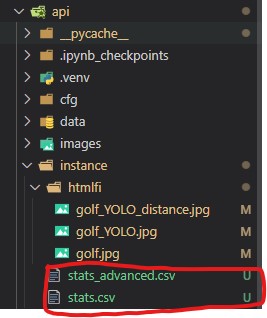 api
__pycache__
.ipynb_checkpoints
.venv
cfg
data
images
instance
htmlfi
golf_YOLO_distance.jpg M
golf_YOLO.jpg M
golf.jpg M
stats_advanced.csv U
stats.csv U